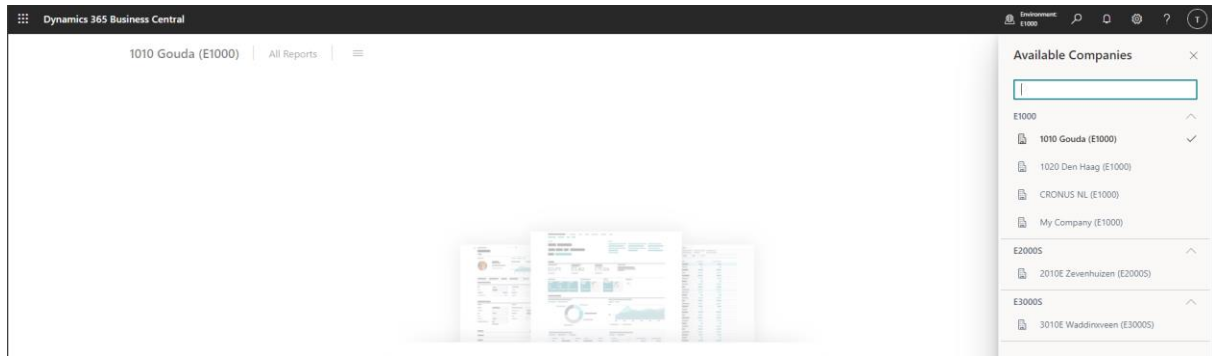 Dynamics 365 Business Central
Environment:
E1000
?
T
1010 Gouda (E1000)
All Reports
Available Companies
E1000
1010 Gouda (E1000)
1020 Den Haag (E1000)
CRONUS NL (E1000)
My Company (E1000)
E2000S
2010E Zevenhuizen (E2000S)
E3000S
3010E Waddinxveen (E3000S)